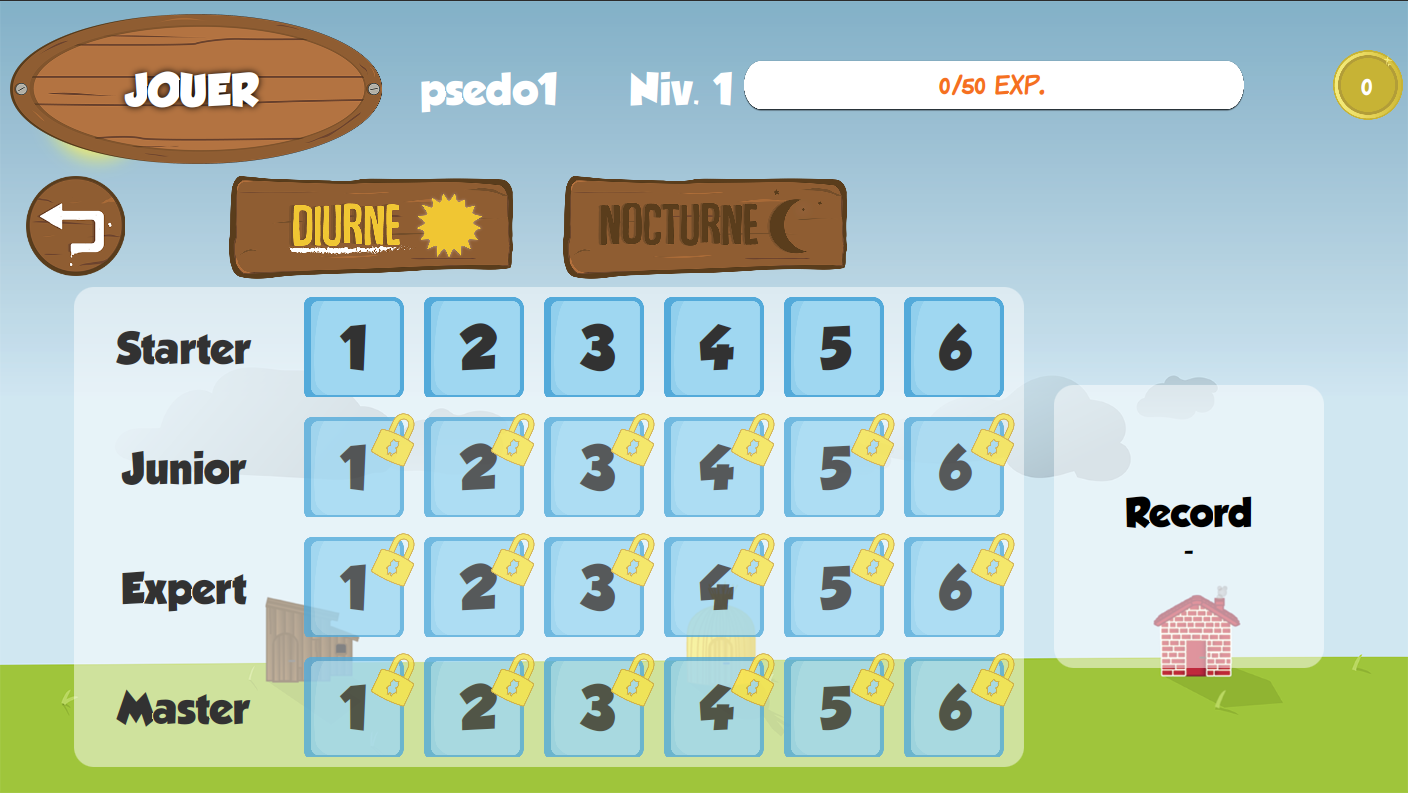 JOUER
psedo1 Niv. 1 0/50 EXP. 0
DIURNE NOCTURNE
Starter 1 2 3 4 5 6
Junior 1 2 3 4 5 6
Expert 1 2 3 4 5 6
Master 1 2 3 4 5 6
Record
-